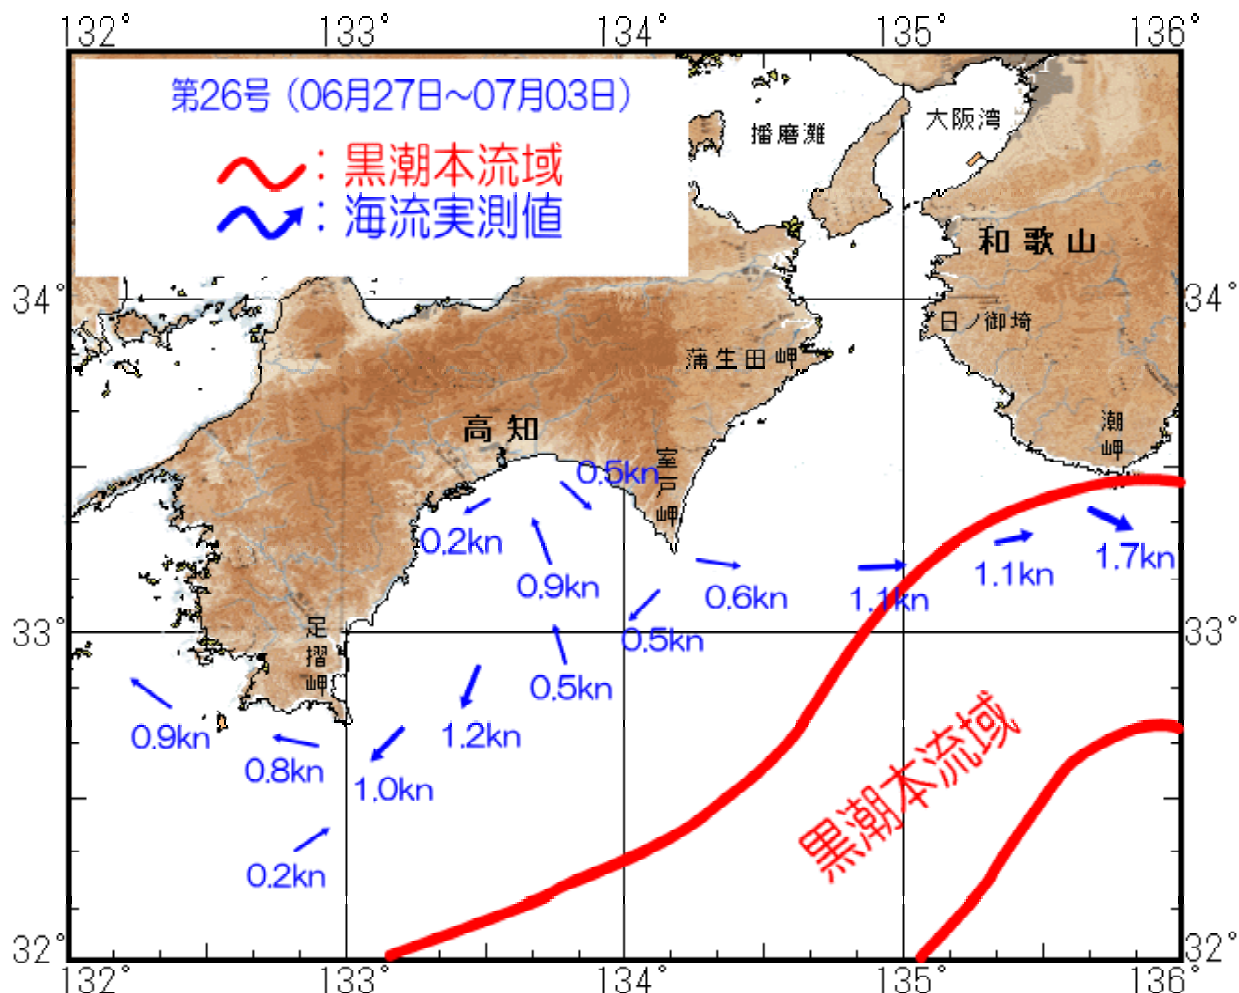 132° 133° 134° 135° 136°
第26号（06月27日～07月03日）
：黒潮本流域
：海流実測値
播磨灘
大阪湾
和歌山
34°
34°
日ノ御埼
蒲生田岬
高知
潮岬
室戸岬
0.5kn
0.2kn
0.9kn
1.7kn
1.1kn
0.6kn
1.1kn
33°
33°
0.5kn
足摺岬
0.5kn
0.9kn
1.2kn
0.8kn
1.0kn
黒潮本流域
0.2kn
32°
32°
132° 133° 134° 135° 136°